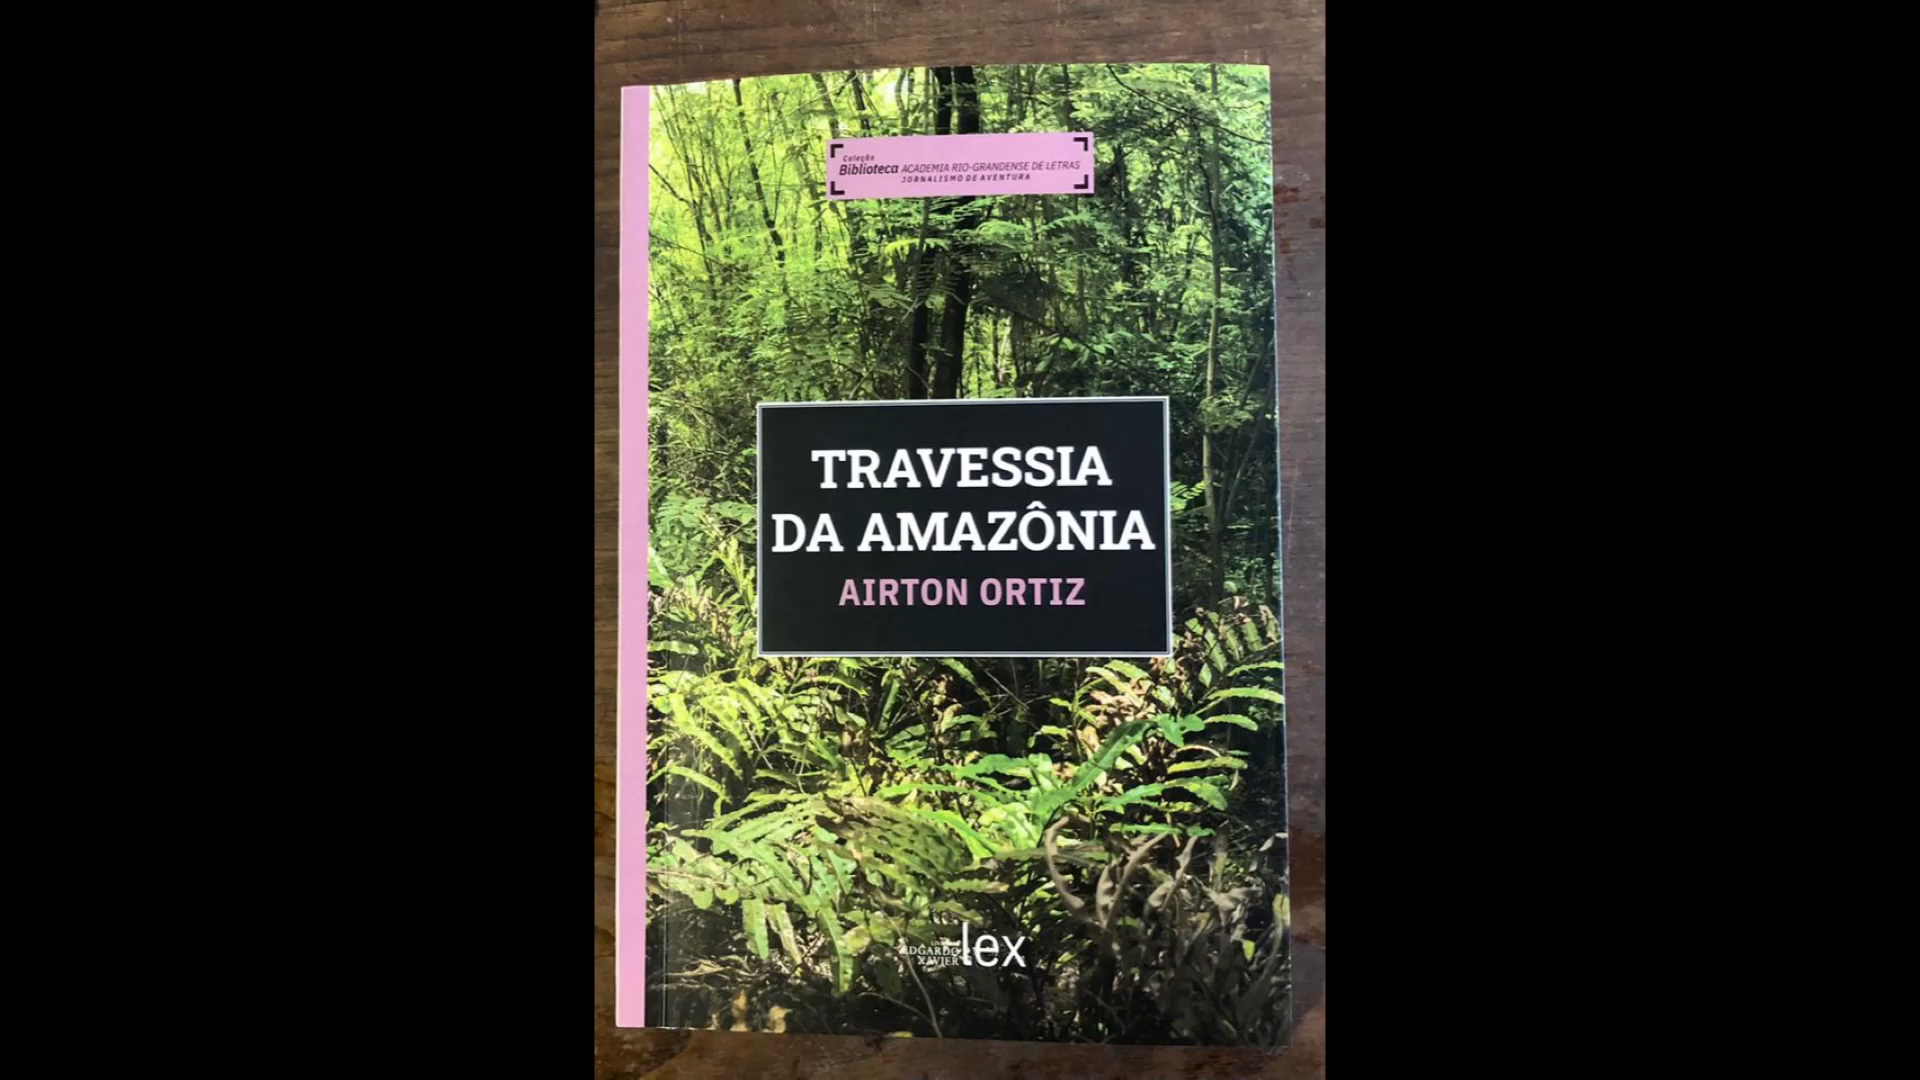 Coleção
Biblioteca ACADEMIA RIO-GRANDENSE DE LETRAS
JORNALISMO DE AVENTURA
TRAVESSIA
DA AMAZÔNIA
AIRTON ORTIZ
EDGARDO
XAVIER
lex